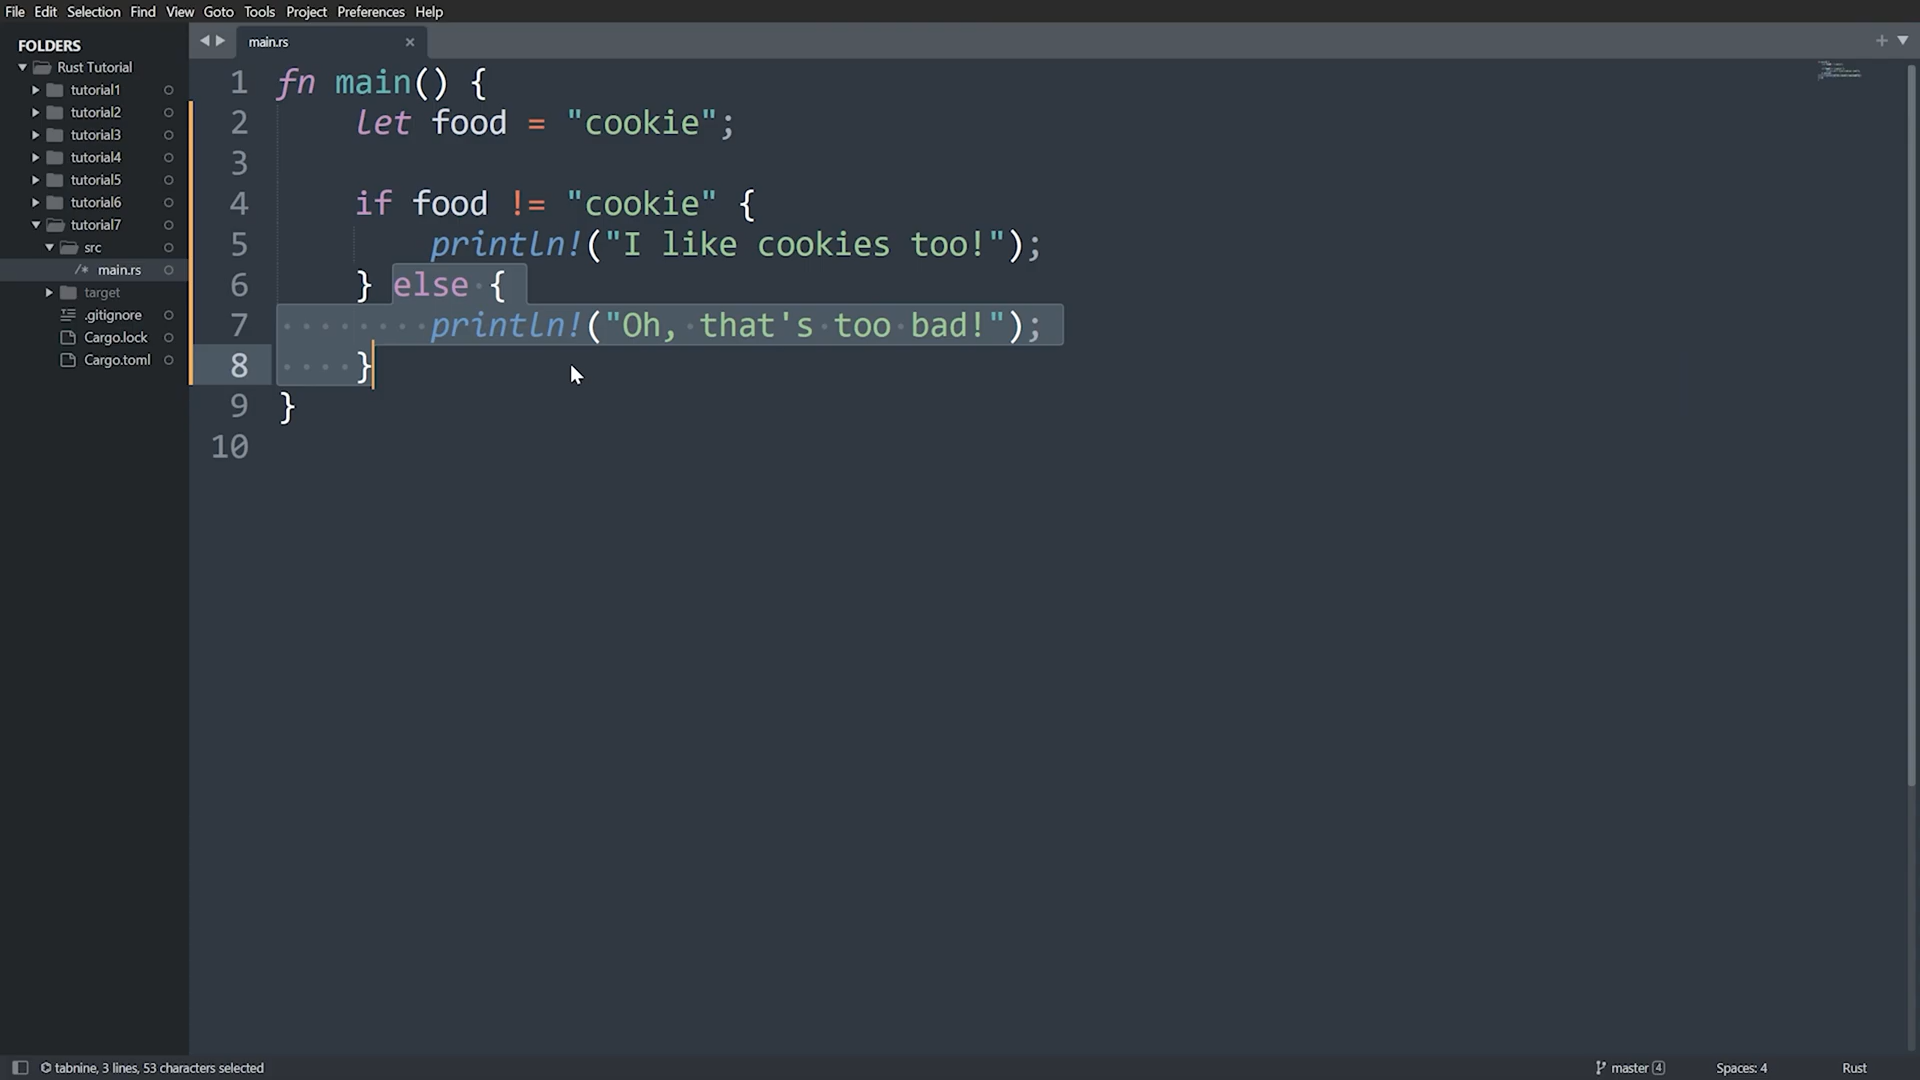 File Edit Selection Find View Goto Tools Project Preferences Help
FOLDERS
Rust Tutorial
tutorial1
tutorial2
tutorial3
tutorial4
tutorial5
tutorial6
tutorial7
src
/* main.rs
target
.gitignore
Cargo.lock
Cargo.toml
main.rs ×
1 fn main() {
2 let food = "cookie";
3
4 if food != "cookie" {
5 println!("I like cookies too!");
6 } else {
7 println!("Oh, that's too bad!");
8 }
9 }
10
tabnine, 3 lines, 53 characters selected
master 4 Spaces: 4 Rust